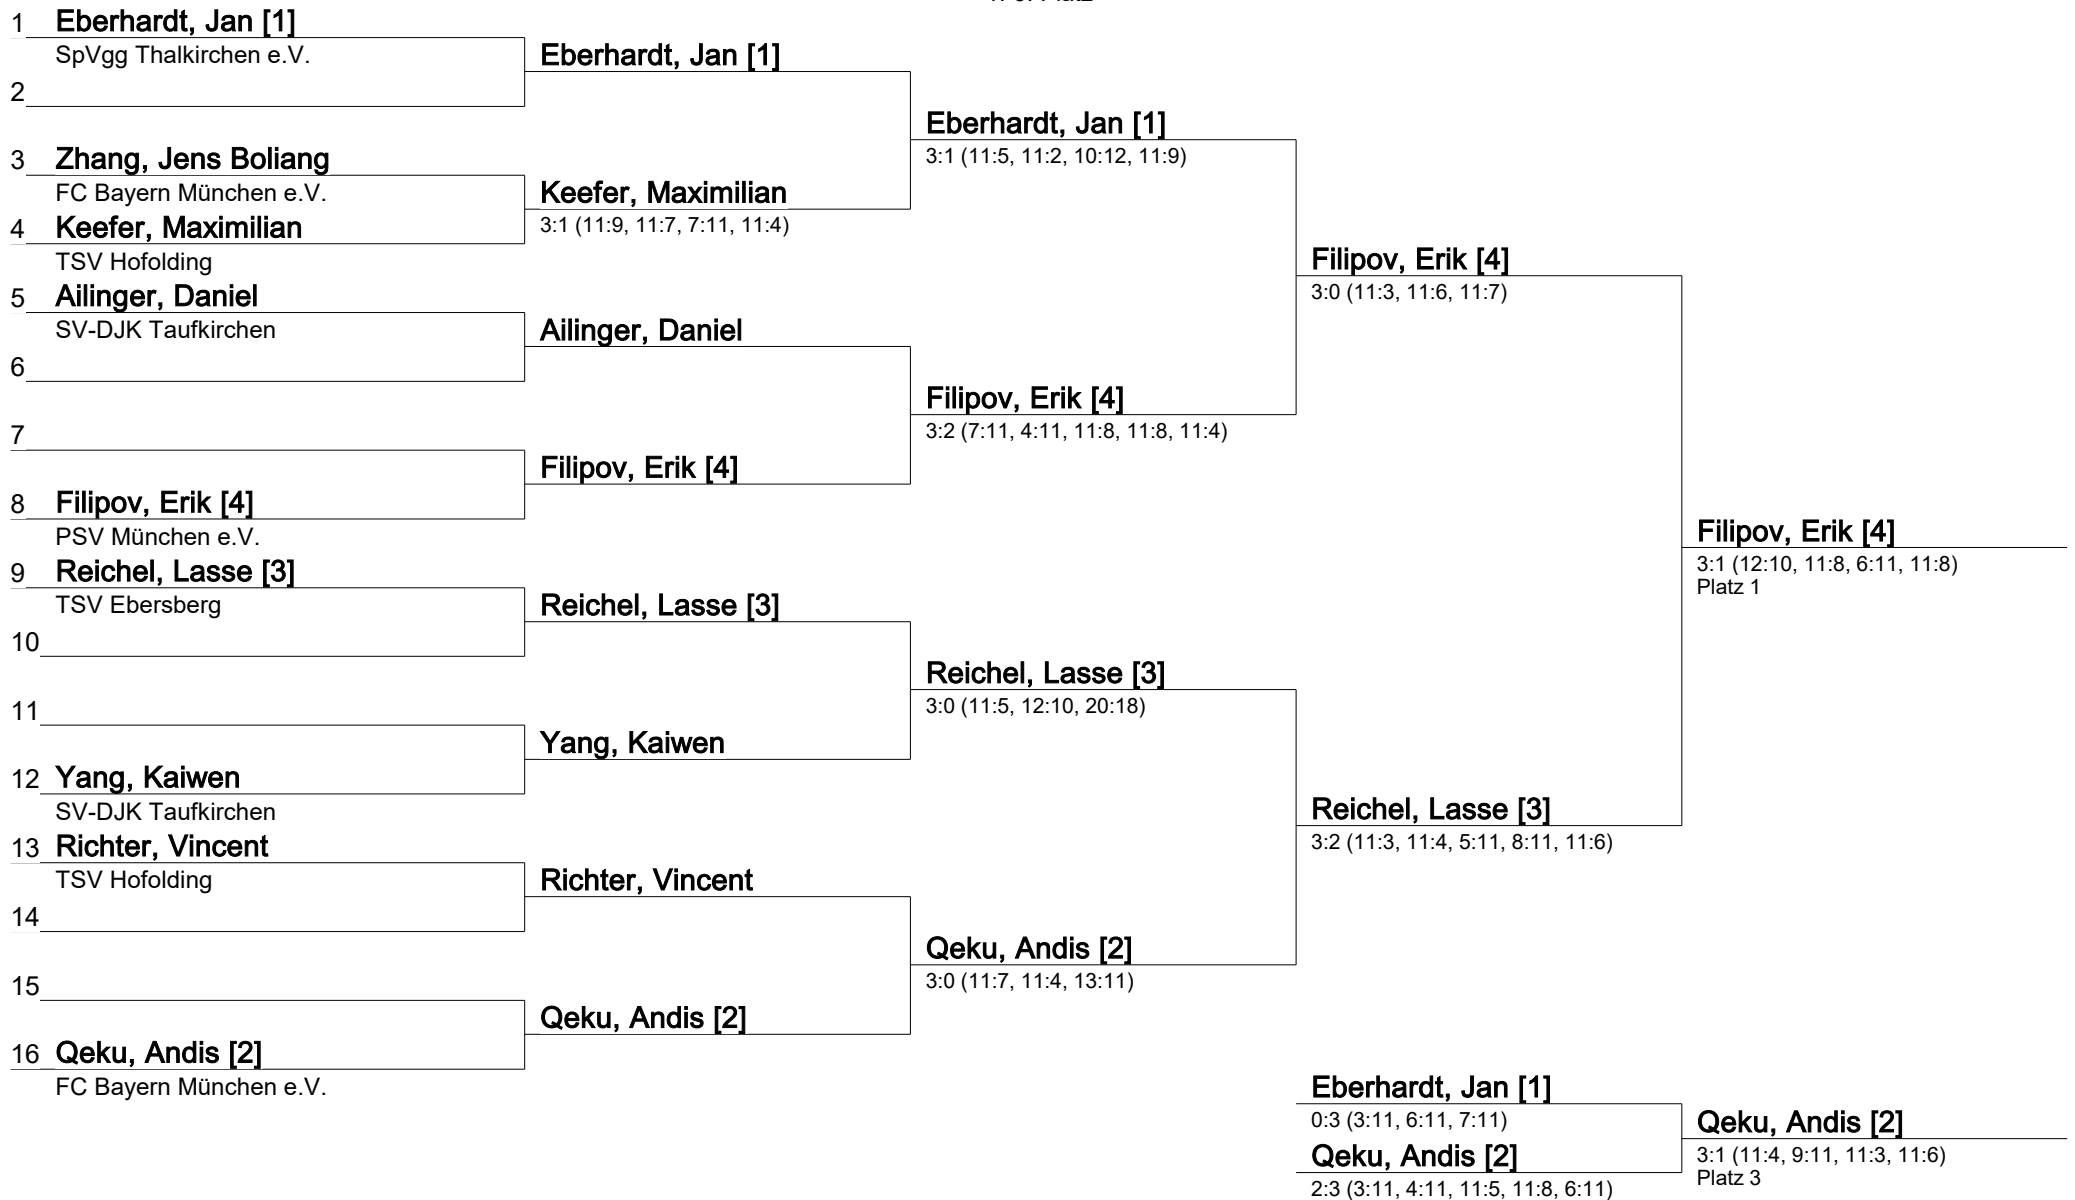 1 Eberhardt, Jan [1]
SpVgg Thalkirchen e.V.
2
3 Zhang, Jens Boliang
FC Bayern München e.V.
4 Keefer, Maximilian
TSV Hofolding
5 Ailinger, Daniel
SV-DJK Taufkirchen
6
7
8 Filipov, Erik [4]
PSV München e.V.
9 Reichel, Lasse [3]
TSV Ebersberg
10
11
12 Yang, Kaiwen
SV-DJK Taufkirchen
13 Richter, Vincent
TSV Hofolding
14
15
16 Qeku, Andis [2]
FC Bayern München e.V.
Eberhardt, Jan [1]
Keefer, Maximilian
3:1 (11:9, 11:7, 7:11, 11:4)
Ailinger, Daniel
Filipov, Erik [4]
Reichel, Lasse [3]
Yang, Kaiwen
Richter, Vincent
Qeku, Andis [2]
Eberhardt, Jan [1]
3:1 (11:5, 11:2, 10:12, 11:9)
Filipov, Erik [4]
3:2 (7:11, 4:11, 11:8, 11:8, 11:4)
Reichel, Lasse [3]
3:0 (11:5, 12:10, 20:18)
Qeku, Andis [2]
3:0 (11:7, 11:4, 13:11)
Filipov, Erik [4]
3:0 (11:3, 11:6, 11:7)
Reichel, Lasse [3]
3:2 (11:3, 11:4, 5:11, 8:11, 11:6)
Filipov, Erik [4]
3:1 (12:10, 11:8, 6:11, 11:8)
Platz 1
Eberhardt, Jan [1]
0:3 (3:11, 6:11, 7:11)
Qeku, Andis [2]
2:3 (3:11, 4:11, 11:5, 11:8, 6:11)
Qeku, Andis [2]
3:1 (11:4, 9:11, 11:3, 11:6)
Platz 3